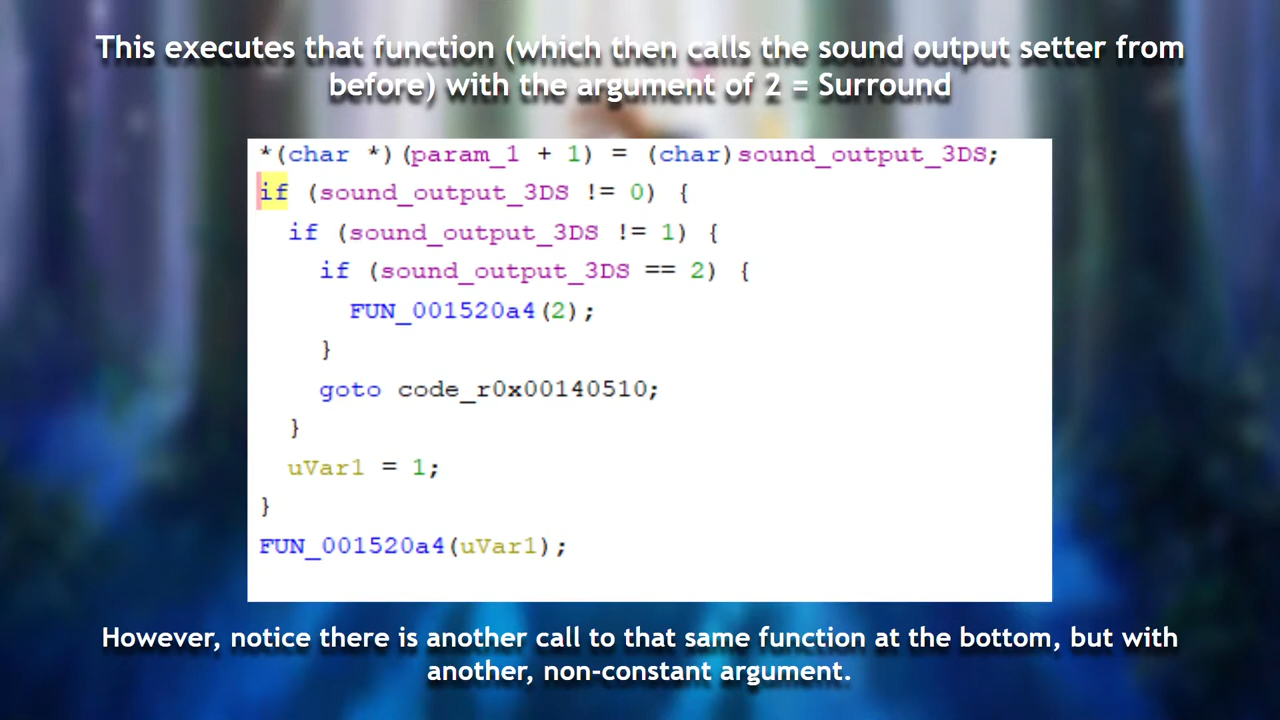 This executes that function (which then calls the sound output setter from
before) with the argument of 2 = Surround
*(char *)(param_1 + 1) = (char)sound_output_3DS;
if (sound_output_3DS != 0) {
if (sound_output_3DS != 1) {
if (sound_output_3DS == 2) {
FUN_001520a4(2);
}
goto code_r0x00140510;
}
uVar1 = 1;
}
FUN_001520a4(uVar1);
However, notice there is another call to that same function at the bottom, but with
another, non-constant argument.